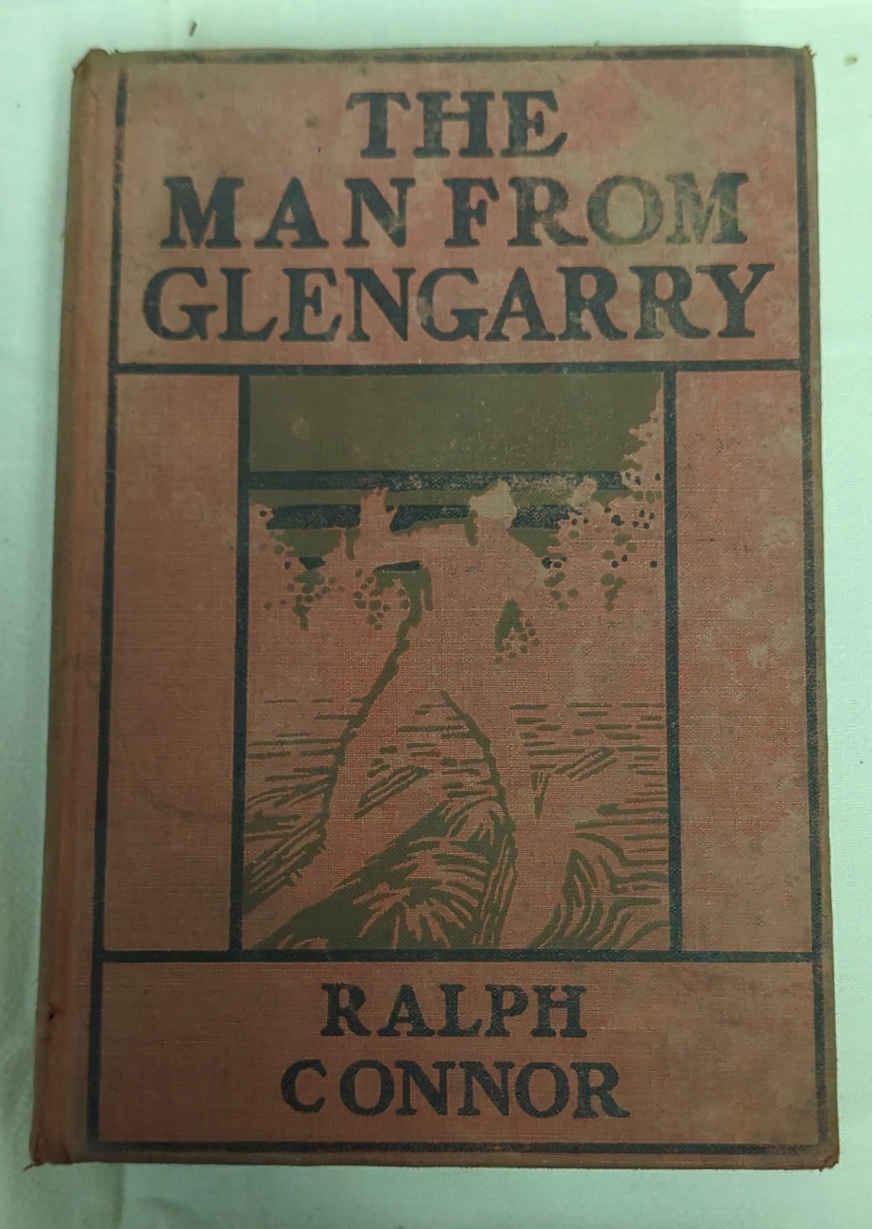 THE
MAN FROM
GLENGARRY
RALPH
CONNOR